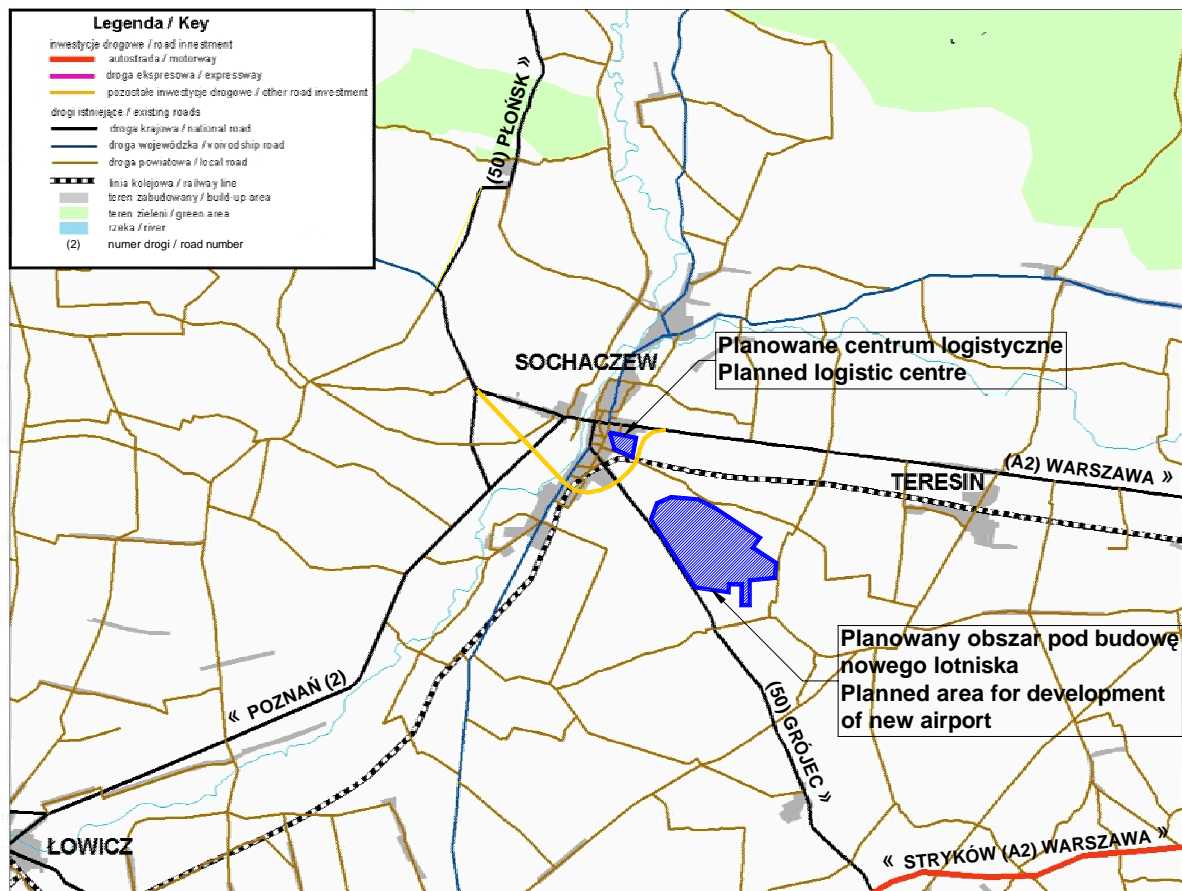 Legenda / Key
inwestycje drogowe / road innestment
autostrada / motorway
droga ekspresowa / expressway
pozostałe inwestycje drogowe / other road investment
drogi istniejące / existing roads
droga krajowa / national road
droga wojewódzka / voivodship road
droga powiatowa / local road
linia kolejowa / railway line
teren zabudowany / build-up area
teren zieleni / green area
rzeka / river
(2) numer drogi / road number
(50) PŁOŃSK »
SOCHACZEW
Planowane centrum logistyczne
Planned logistic centre
(A2) WARSZAWA »
TERESIN
Planowany obszar pod budowę
nowego lotniska
Planned area for development
of new airport
« POZNAŃ (2)
(50) GRÓJEC »
ŁOWICZ
« STRYKÓW (A2) WARSZAWA »